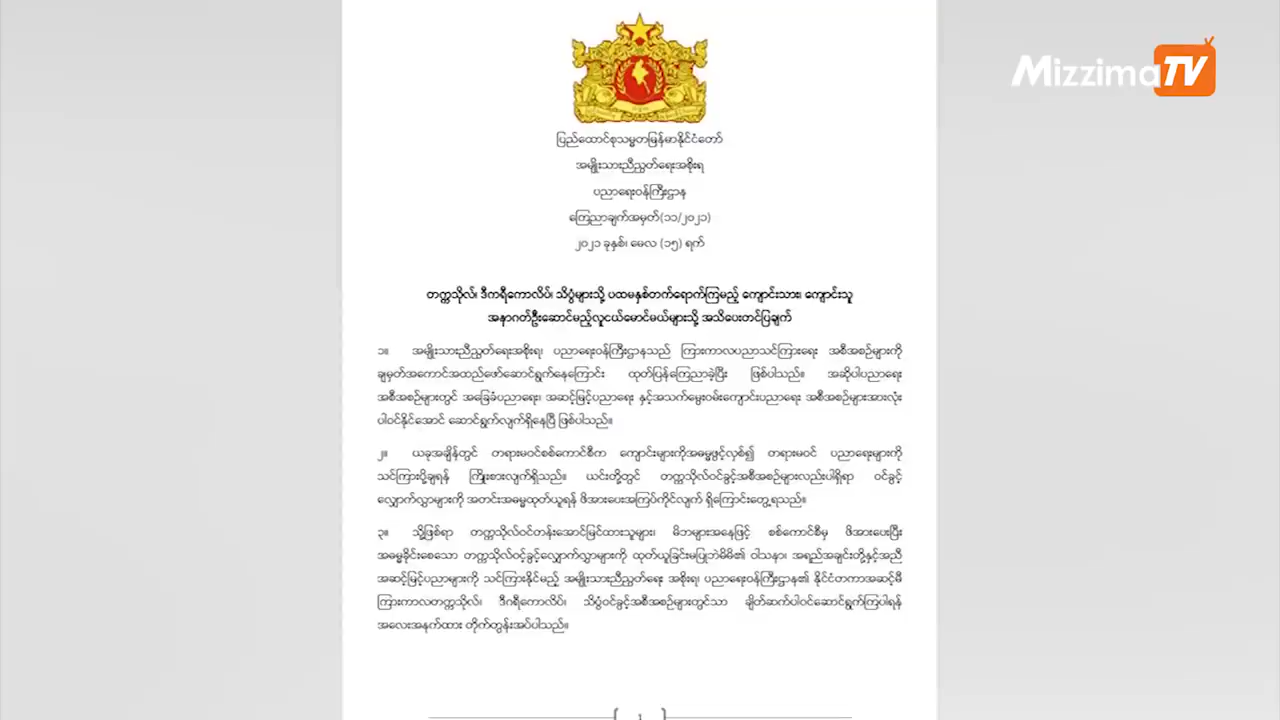 Mizzima TV
ပြည်ထောင်စုသမ္မတမြန်မာနိုင်ငံတော်
အမျိုးသားညီညွတ်ရေးအစိုးရ
ပညာရေးဝန်ကြီးဌာန
ကြေညာချက်အမှတ်(၁၁/၂၀၂၁)
၂၀၂၁ ခုနှစ်၊ မေလ (၁၅) ရက်
တက္ကသိုလ်၊ ဒီကရီကောလိပ်၊ သိပ္ပံများသို့ ပထမနှစ်တက်ရောက်ကြမည့် ကျောင်းသား၊ ကျောင်းသူ
အနာဂတ်ဦးဆောင်မည့်လူငယ်မောင်မယ်များသို့ အသိပေးတင်ပြချက်
၁။ အမျိုးသားညီညွတ်ရေးအစိုးရ၊ ပညာရေးဝန်ကြီးဌာနသည် ကြားကာလပညာသင်ကြားရေး အစီအစဉ်များကို
ချမှတ်အကောင်အထည်ဖော်ဆောင်ရွက်နေကြောင်း ထုတ်ပြန်ကြေညာခဲ့ပြီး ဖြစ်ပါသည်။ အဆိုပါပညာရေး
အစီအစဉ်များတွင် အခြေခံပညာရေး၊ အဆင့်မြင့်ပညာရေး နှင့်အသက်မွေးဝမ်းကျောင်းပညာရေး အစီအစဉ်များအားလုံး
ပါဝင်နိုင်အောင် ဆောင်ရွက်လျက်ရှိနေပြီ ဖြစ်ပါသည်။
၂။ ယခုအချိန်တွင် တရားမဝင်စစ်ကောင်စီက ကျောင်းများကိုအဓမ္မဖွင့်လှစ်၍ တရားမဝင် ပညာရေးများကို
သင်ကြားပို့ချရန် ကြိုးစားလျက်ရှိသည်။ ယင်းတို့တွင် တက္ကသိုလ်ဝင်ခွင့်အစီအစဉ်များလည်းပါရှိရာ ဝင်ခွင့်
လျှောက်လွှာများကို အတင်းအဓမ္မထုတ်ယူရန် ဖိအားပေးအကြပ်ကိုင်လျက် ရှိကြောင်းတွေ့ရသည်။
၃။ သို့ဖြစ်ရာ တက္ကသိုလ်ဝင်တန်းအောင်မြင်ထားသူများ၊ မိဘများအနေဖြင့် စစ်ကောင်စီမှ ဖိအားပေးပြီး
အဓမ္မခိုင်းစေသော တက္ကသိုလ်ဝင့်ခွင့်လျှောက်လွှာများကို ထုတ်ယူခြင်းမပြုဘဲမိမိ၏ ဝါသနာ၊ အရည်အချင်းတို့နှင့်အညီ
အဆင့်မြင့်ပညာများကို သင်ကြားနိုင်မည့် အမျိုးသားညီညွတ်ရေး အစိုးရ၊ ပညာရေးဝန်ကြီးဌာန၏ နိုင်ငံတကာအဆင့်မီ
ကြားကာလတက္ကသိုလ်၊ ဒီဂရီကောလိပ်၊ သိပ္ပံဝင်ခွင့်အစီအစဉ်များတွင်သာ ချိတ်ဆက်ပါဝင်ဆောင်ရွက်ကြပါရန်
အလေးအနက်ထား တိုက်တွန်းအပ်ပါသည်။
1